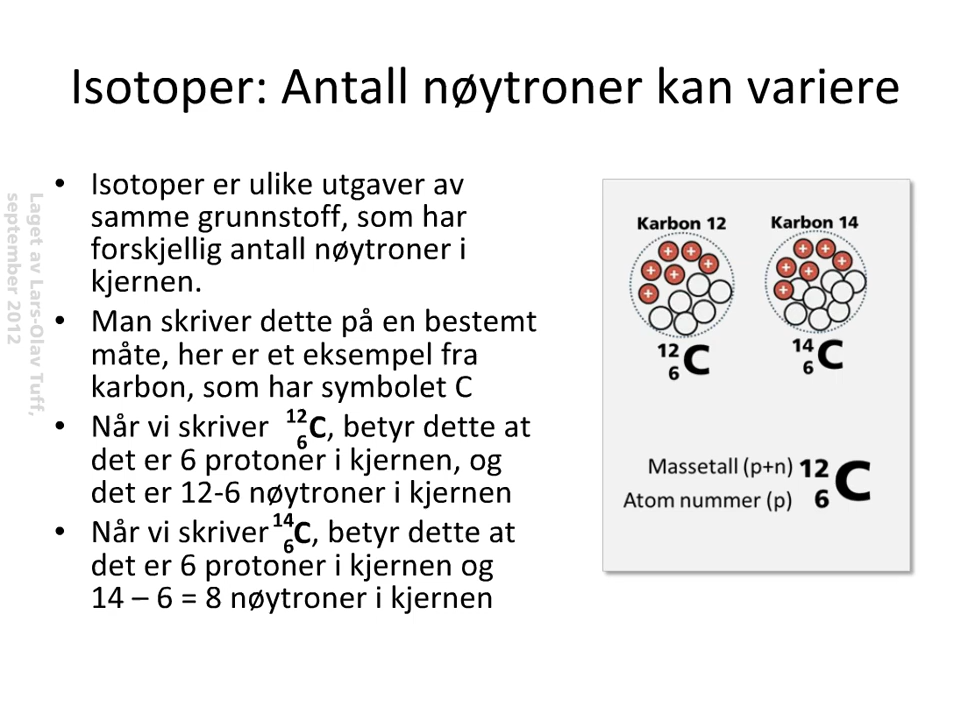 Isotoper: Antall nøytroner kan variere
• Isotoper er ulike utgaver av
samme grunnstoff, som har
forskjellig antall nøytroner i
kjernen.
• Man skriver dette på en bestemt
måte, her er et eksempel fra
karbon, som har symbolet C
• Når vi skriver ¹²₆C, betyr dette at
det er 6 protoner i kjernen, og
det er 12-6 nøytroner i kjernen
• Når vi skriver ¹⁴₆C, betyr dette at
det er 6 protoner i kjernen og
14 – 6 = 8 nøytroner i kjernen
Karbon 12
+ + + + + +
¹²₆C
Karbon 14
+ + + + + +
¹⁴₆C
Massetall (p+n) 12
Atom nummer (p) 6 C
Laget av Lars-Olav Tuff,
september 2012